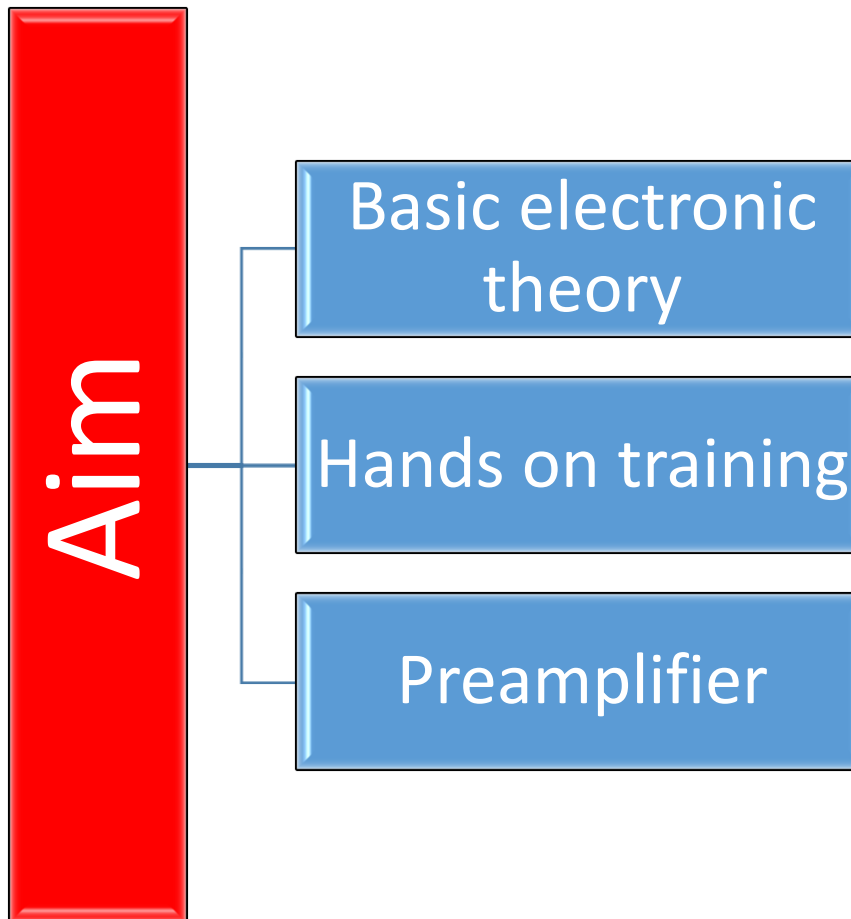 Aim
Basic electronic
theory
Hands on training
Preamplifier